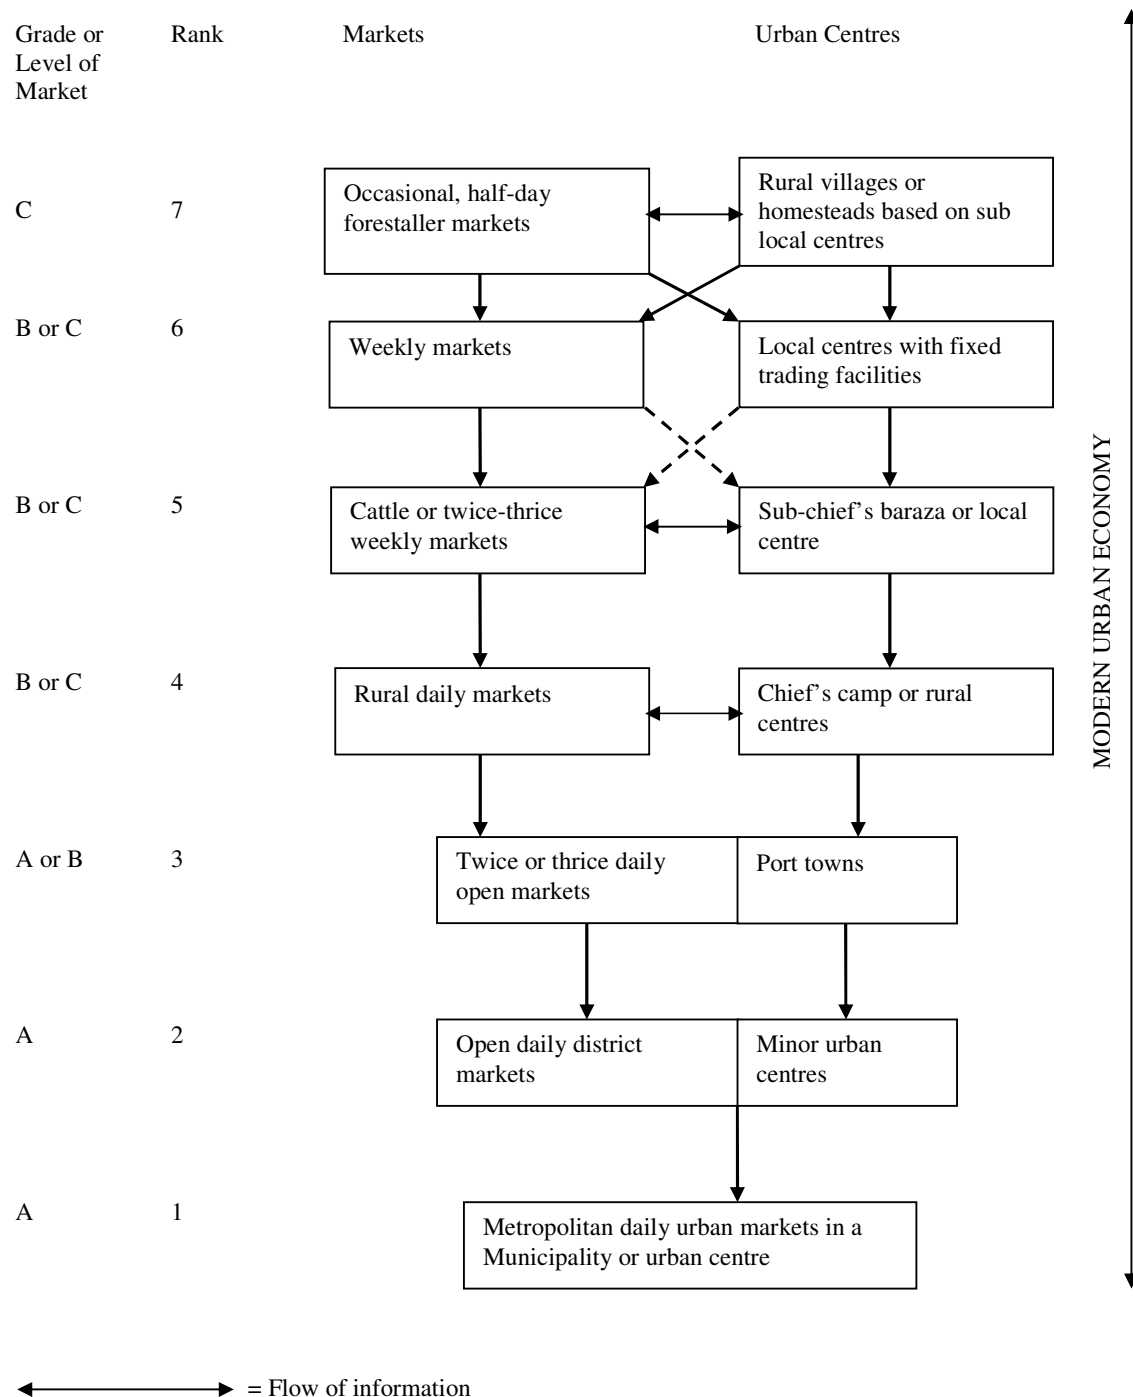 Grade or
Level of
Market
Rank
Markets
Urban Centres
C
7
Occasional, half-day
forestaller markets
Rural villages or
homesteads based on sub
local centres
B or C
6
Weekly markets
Local centres with fixed
trading facilities
B or C
5
Cattle or twice-thrice
weekly markets
Sub-chief’s baraza or local
centre
B or C
4
Rural daily markets
Chief’s camp or rural
centres
A or B
3
Twice or thrice daily
open markets
Port towns
A
2
Open daily district
markets
Minor urban
centres
A
1
Metropolitan daily urban markets in a
Municipality or urban centre
MODERN URBAN ECONOMY
= Flow of information